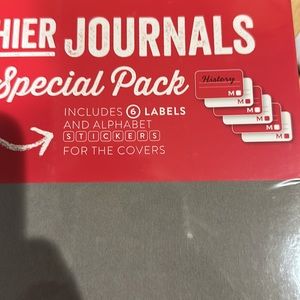 HIER JOURNALS
Special Pack
INCLUDES 6 LABELS
AND ALPHABET
STICKERS
FOR THE COVERS
History
M
M
M
M
M
M